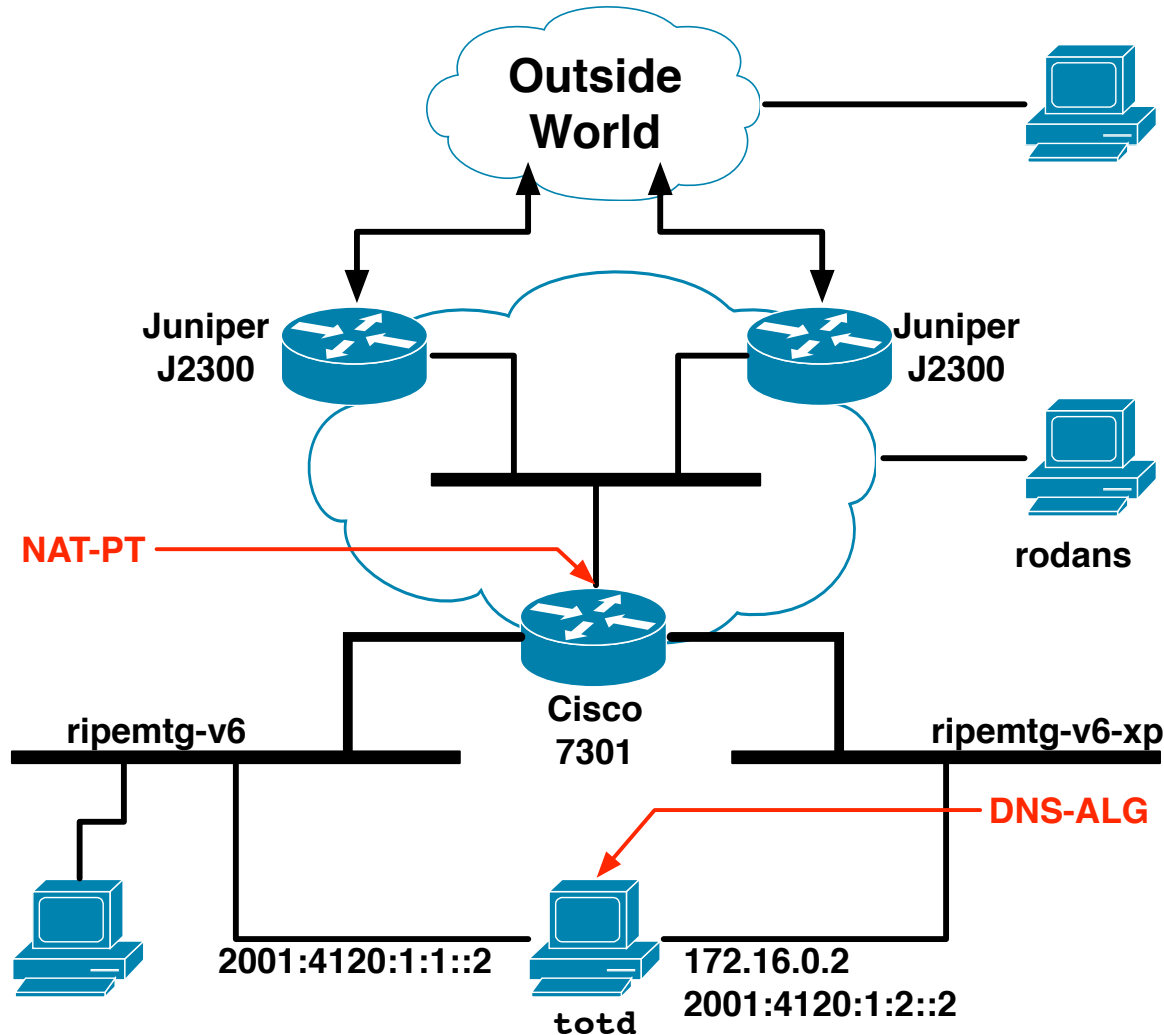 Outside
World
Juniper
J2300
Juniper
J2300
NAT-PT
rodans
Cisco
7301
ripemtg-v6
ripemtg-v6-xp
DNS-ALG
2001:4120:1:1::2
172.16.0.2
2001:4120:1:2::2
totd